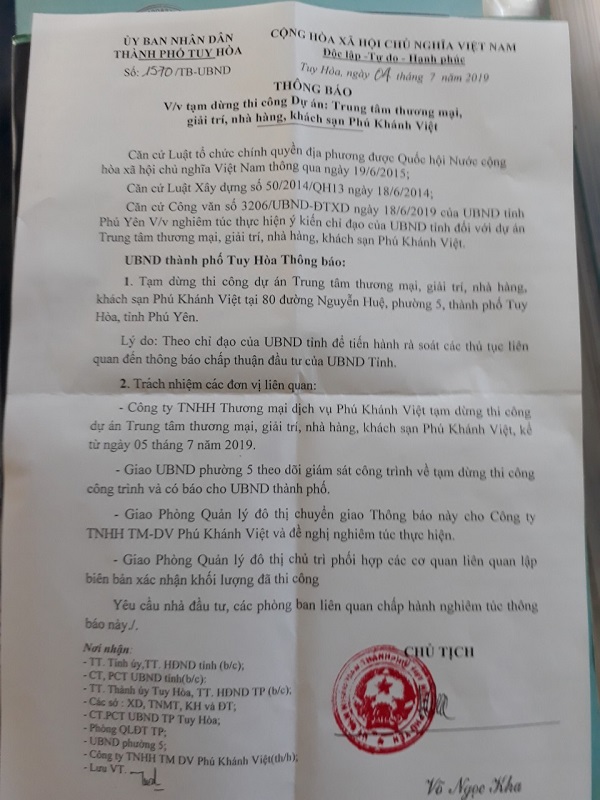 ỦY BAN NHÂN DÂN
THÀNH PHỐ TUY HÒA
Số: 1570/TB-UBND
CỘNG HÒA XÃ HỘI CHỦ NGHĨA VIỆT NAM
Độc lập -Tự do - Hạnh phúc
Tuy Hòa, ngày 04 tháng 7 năm 2019
THÔNG BÁO
V/v tạm dừng thi công Dự án: Trung tâm thương mại,
giải trí, nhà hàng, khách sạn Phú Khánh Việt
Căn cứ Luật tổ chức chính quyền địa phương được Quốc hội Nước cộng
hòa xã hội chủ nghĩa Việt Nam thông qua ngày 19/6/2015;
Căn cứ Luật Xây dựng số 50/2014/QH13 ngày 18/6/2014;
Căn cứ Công văn số 3206/UBND-ĐTXD ngày 18/6/2019 của UBND tỉnh
Phú Yên V/v nghiêm túc thực hiện ý kiến chỉ đạo của UBND tỉnh đối với dự án
Trung tâm thương mại, giải trí, nhà hàng, khách sạn Phú Khánh Việt.
UBND thành phố Tuy Hòa Thông báo:
1. Tạm dừng thi công dự án Trung tâm thương mại, giải trí, nhà hàng,
khách sạn Phú Khánh Việt tại 80 đường Nguyễn Huệ, phường 5, thành phố Tuy
Hòa, tỉnh Phú Yên.
Lý do: Theo chỉ đạo của UBND tỉnh để tiến hành rà soát các thủ tục liên
quan đến thông báo chấp thuận đầu tư của UBND Tỉnh.
2. Trách nhiệm các đơn vị liên quan:
- Công ty TNHH Thương mại dịch vụ Phú Khánh Việt tạm dừng thi công
dự án Trung tâm thương mại, giải trí, nhà hàng, khách sạn Phú Khánh Việt, kể
từ ngày 05 tháng 7 năm 2019.
- Giao UBND phường 5 theo dõi giám sát công trình về tạm dừng thi công
công trình và có báo cho UBND thành phố.
- Giao Phòng Quản lý đô thị chuyển giao Thông báo này cho Công ty
TNHH TM-DV Phú Khánh Việt và đề nghị nghiêm túc thực hiện.
- Giao Phòng Quản lý đô thị chủ trì phối hợp các cơ quan liên quan lập
biên bản xác nhận khối lượng đã thi công
Yêu cầu nhà đầu tư, các phòng ban liên quan chấp hành nghiêm túc thông
báo này./.
Nơi nhận:
- TT. Tỉnh ủy,TT. HĐND tỉnh (b/c);
- CT, PCT UBND tỉnh(b/c):
- TT. Thành ủy Tuy Hòa, TT. HĐND TP (b/c);
- Các sở : XD, TNMT, KH và ĐT;
- CT.PCT UBND TP Tuy Hòa;
- Phòng QLĐT TP;
- UBND phường 5;
- Công ty TNHH TM DV Phú Khánh Việt(th/h);
- Lưu VT.
CHỦ TỊCH
Võ Ngọc Kha